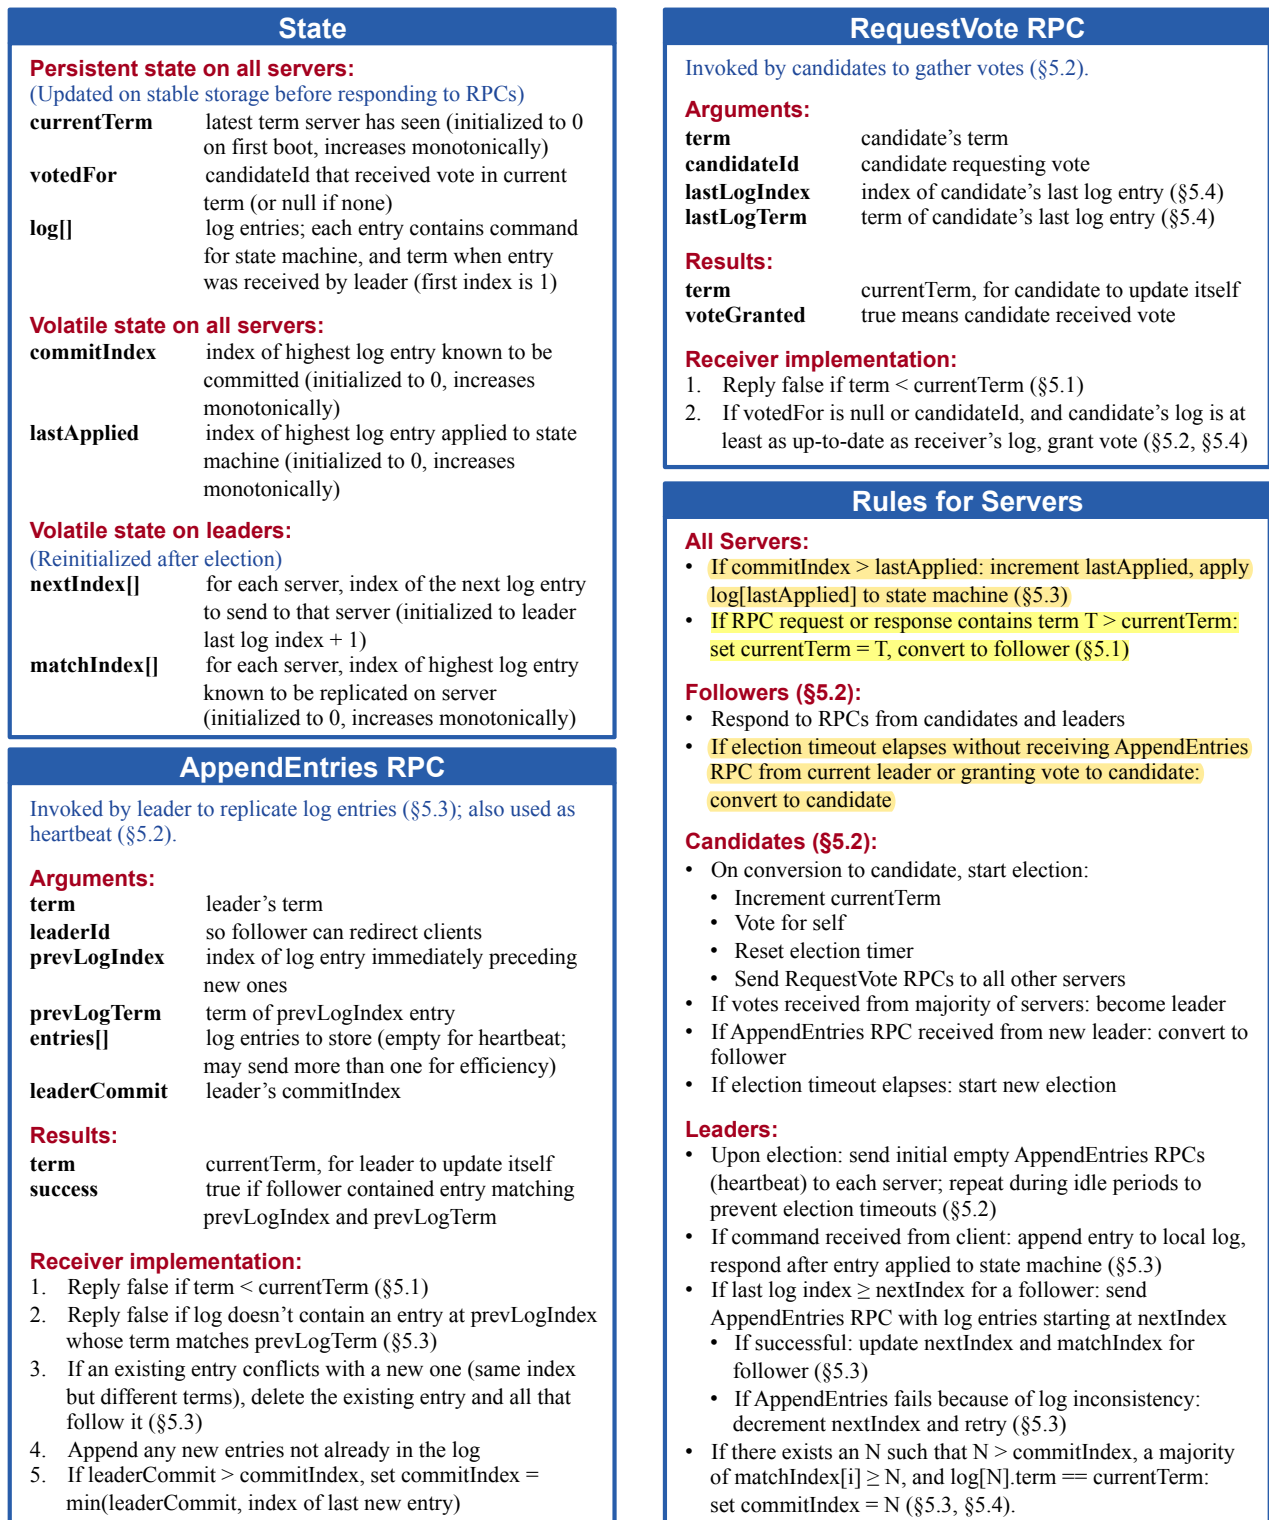 State
Persistent state on all servers:
(Updated on stable storage before responding to RPCs)
currentTerm latest term server has seen (initialized to 0
on first boot, increases monotonically)
votedFor candidateId that received vote in current
term (or null if none)
log[] log entries; each entry contains command
for state machine, and term when entry
was received by leader (first index is 1)
Volatile state on all servers:
commitIndex index of highest log entry known to be
committed (initialized to 0, increases
monotonically)
lastApplied index of highest log entry applied to state
machine (initialized to 0, increases
monotonically)
Volatile state on leaders:
(Reinitialized after election)
nextIndex[] for each server, index of the next log entry
to send to that server (initialized to leader
last log index + 1)
matchIndex[] for each server, index of highest log entry
known to be replicated on server
(initialized to 0, increases monotonically)
AppendEntries RPC
Invoked by leader to replicate log entries (§5.3); also used as
heartbeat (§5.2).
Arguments:
term leader’s term
leaderId so follower can redirect clients
prevLogIndex index of log entry immediately preceding
new ones
prevLogTerm term of prevLogIndex entry
entries[] log entries to store (empty for heartbeat;
may send more than one for efficiency)
leaderCommit leader’s commitIndex
Results:
term currentTerm, for leader to update itself
success true if follower contained entry matching
prevLogIndex and prevLogTerm
Receiver implementation:
1. Reply false if term < currentTerm (§5.1)
2. Reply false if log doesn’t contain an entry at prevLogIndex
whose term matches prevLogTerm (§5.3)
3. If an existing entry conflicts with a new one (same index
but different terms), delete the existing entry and all that
follow it (§5.3)
4. Append any new entries not already in the log
5. If leaderCommit > commitIndex, set commitIndex =
min(leaderCommit, index of last new entry)
RequestVote RPC
Invoked by candidates to gather votes (§5.2).
Arguments:
term candidate’s term
candidateId candidate requesting vote
lastLogIndex index of candidate’s last log entry (§5.4)
lastLogTerm term of candidate’s last log entry (§5.4)
Results:
term currentTerm, for candidate to update itself
voteGranted true means candidate received vote
Receiver implementation:
1. Reply false if term < currentTerm (§5.1)
2. If votedFor is null or candidateId, and candidate’s log is at
least as up-to-date as receiver’s log, grant vote (§5.2, §5.4)
Rules for Servers
All Servers:
• If commitIndex > lastApplied: increment lastApplied, apply
log[lastApplied] to state machine (§5.3)
• If RPC request or response contains term T > currentTerm:
set currentTerm = T, convert to follower (§5.1)
Followers (§5.2):
• Respond to RPCs from candidates and leaders
• If election timeout elapses without receiving AppendEntries
RPC from current leader or granting vote to candidate:
convert to candidate
Candidates (§5.2):
• On conversion to candidate, start election:
• Increment currentTerm
• Vote for self
• Reset election timer
• Send RequestVote RPCs to all other servers
• If votes received from majority of servers: become leader
• If AppendEntries RPC received from new leader: convert to
follower
• If election timeout elapses: start new election
Leaders:
• Upon election: send initial empty AppendEntries RPCs
(heartbeat) to each server; repeat during idle periods to
prevent election timeouts (§5.2)
• If command received from client: append entry to local log,
respond after entry applied to state machine (§5.3)
• If last log index ≥ nextIndex for a follower: send
AppendEntries RPC with log entries starting at nextIndex
• If successful: update nextIndex and matchIndex for
follower (§5.3)
• If AppendEntries fails because of log inconsistency:
decrement nextIndex and retry (§5.3)
• If there exists an N such that N > commitIndex, a majority
of matchIndex[i] ≥ N, and log[N].term == currentTerm:
set commitIndex = N (§5.3, §5.4).